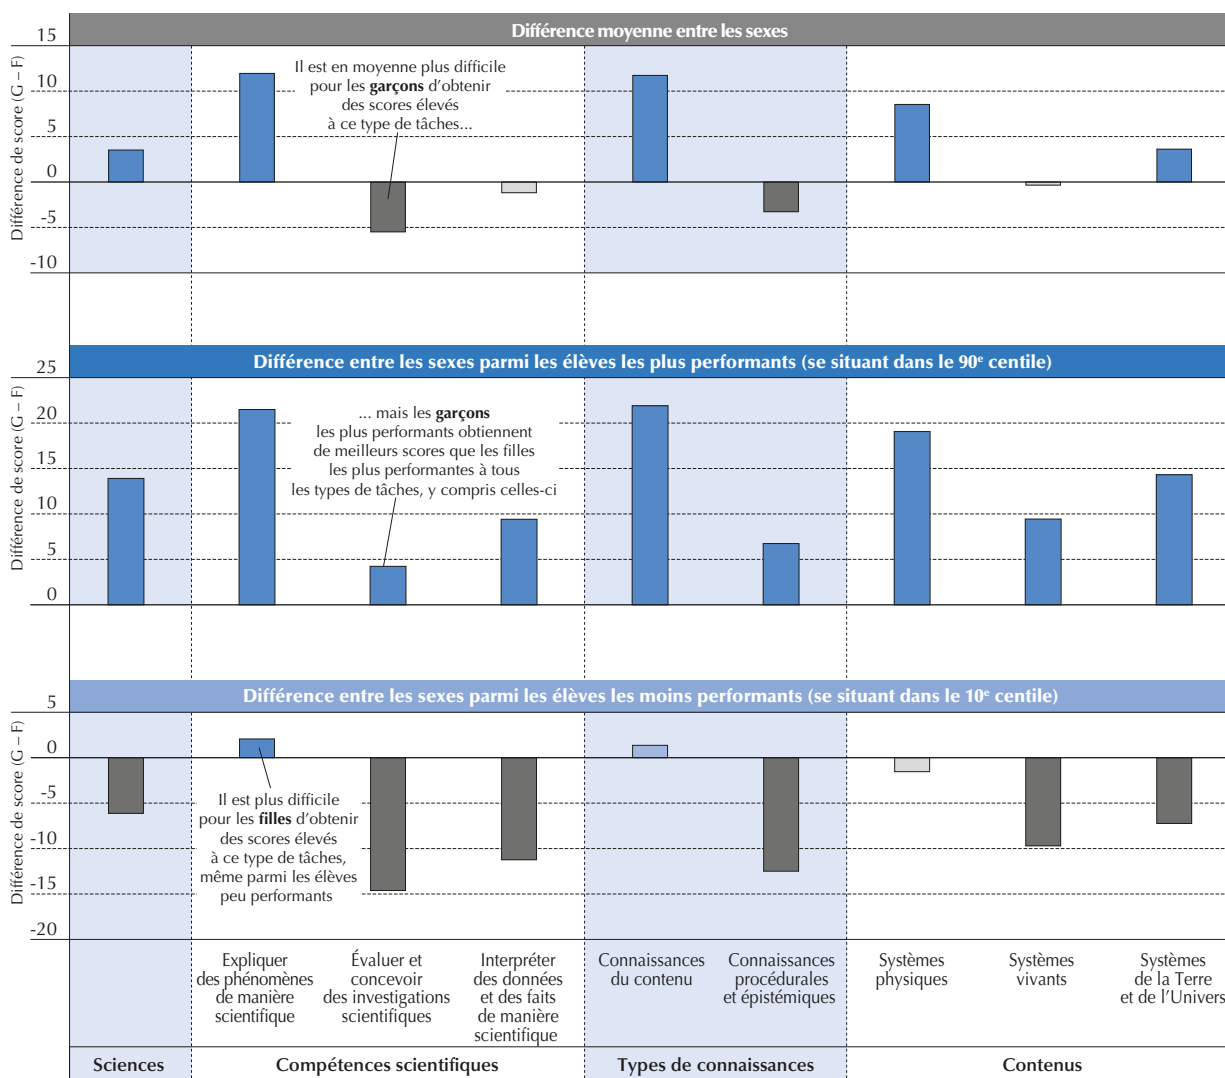 Différence moyenne entre les sexes
Différence de score (G – F)
15
10
5
0
-5
-10
Il est en moyenne plus difficile
pour les garçons d'obtenir
des scores élevés
à ce type de tâches...
Différence entre les sexes parmi les élèves les plus performants (se situant dans le 90e centile)
Différence de score (G – F)
25
20
15
10
5
0
... mais les garçons
les plus performants obtiennent
de meilleurs scores que les filles
les plus performantes à tous
les types de tâches, y compris celles-ci
Différence entre les sexes parmi les élèves les moins performants (se situant dans le 10e centile)
Différence de score (G – F)
5
0
-5
-10
-15
-20
Il est plus difficile
pour les filles d'obtenir
des scores élevés
à ce type de tâches,
même parmi les élèves
peu performants
Expliquer
des phénomènes
de manière
scientifique
Évaluer et
concevoir
des investigations
scientifiques
Interpréter
des données
et des faits
de manière
scientifique
Connaissances
du contenu
Connaissances
procédurales
et épistémiques
Systèmes
physiques
Systèmes
vivants
Systèmes
de la Terre
et de l'Univers
Sciences
Compétences scientifiques
Types de connaissances
Contenus